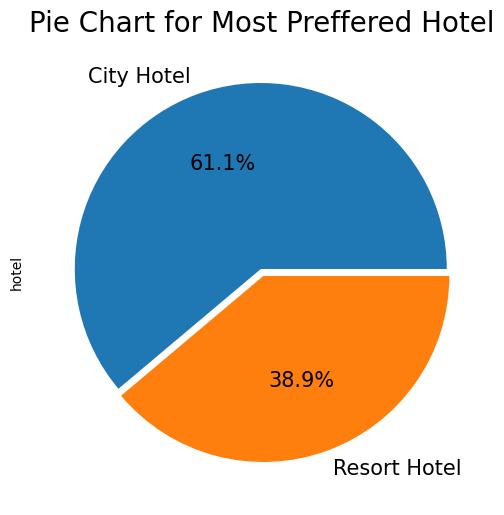 Pie Chart for Most Preffered Hotel
City Hotel
61.1%
hotel
38.9%
Resort Hotel